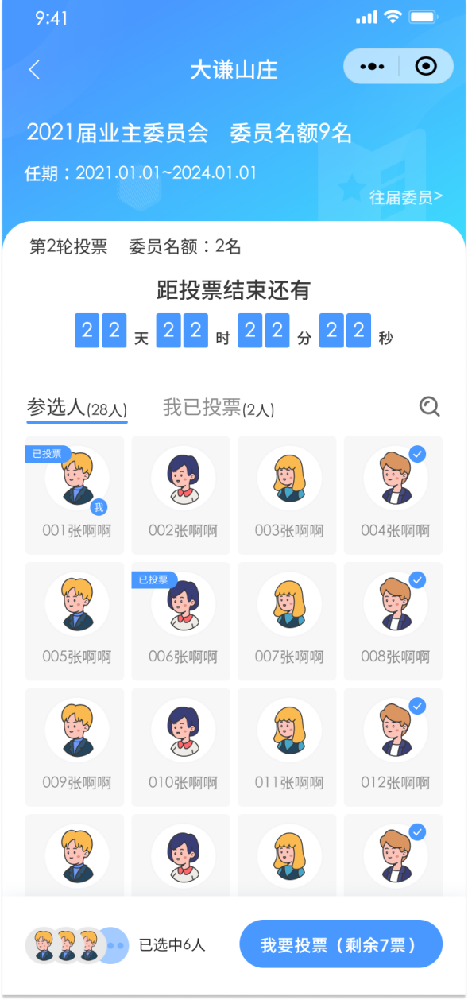 9:41
大谦山庄
2021届业主委员会 委员名额9名
任期：2021.01.01~2024.01.01
往届委员>
第2轮投票 委员名额：2名
距投票结束还有
22天22时22分22秒
参选人(28人) 我已投票(2人)
已投票
我
001张啊啊 002张啊啊 003张啊啊 004张啊啊
已投票
005张啊啊 006张啊啊 007张啊啊 008张啊啊
009张啊啊 010张啊啊 011张啊啊 012张啊啊
已选中6人 我要投票（剩余7票）